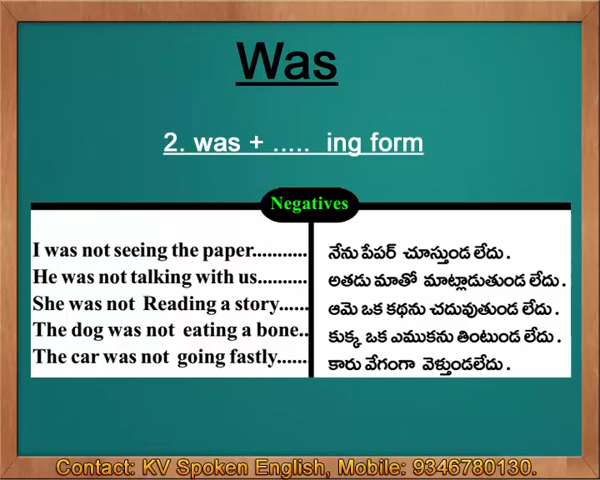 Was
2. was + ..... ing form
Negatives
I was not seeing the paper........... నేను పేపర్ చూస్తుండ లేదు.
He was not talking with us.......... అతడు మాతో మాట్లాడుతుండ లేదు.
She was not Reading a story...... ఆమె ఒక కథను చదువుతుండ లేదు.
The dog was not eating a bone.. కుక్క ఒక ఎముకను తింటుండ లేదు.
The car was not going fastly....... కారు వేగంగా వెళ్తుండలేదు.
Contact: KV Spoken English, Mobile: 9346780130.